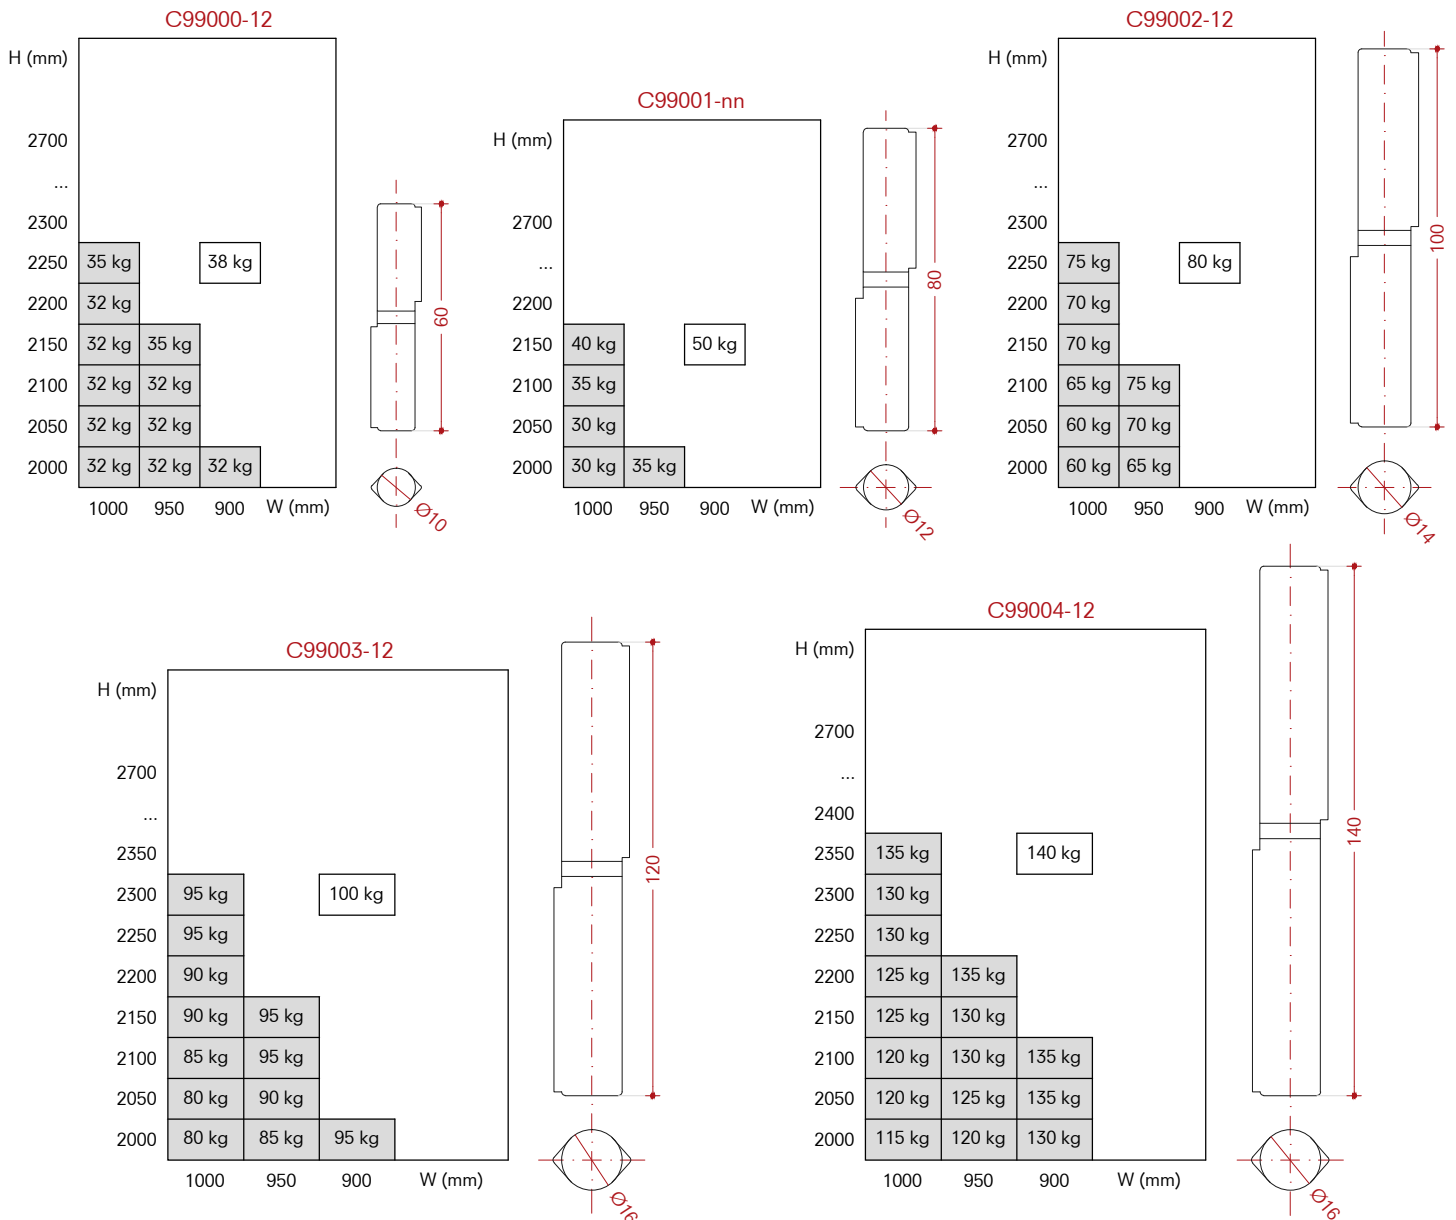 C99000-12
H (mm)
2700
...
2300
2250 35 kg 38 kg
2200 32 kg
2150 32 kg 35 kg
2100 32 kg 32 kg
2050 32 kg 32 kg
2000 32 kg 32 kg 32 kg
1000 950 900 W (mm)
60
Ø10
C99001-nn
H (mm)
2700
...
2200
2150 40 kg 50 kg
2100 35 kg
2050 30 kg
2000 30 kg 35 kg
1000 950 900 W (mm)
80
Ø12
C99002-12
H (mm)
2700
...
2300
2250 75 kg 80 kg
2200 70 kg
2150 70 kg
2100 65 kg 75 kg
2050 60 kg 70 kg
2000 60 kg 65 kg
1000 950 900 W (mm)
100
Ø14
C99003-12
H (mm)
2700
...
2350
2300 95 kg 100 kg
2250 95 kg
2200 90 kg
2150 90 kg 95 kg
2100 85 kg 95 kg
2050 80 kg 90 kg
2000 80 kg 85 kg 95 kg
1000 950 900 W (mm)
120
Ø16
C99004-12
H (mm)
2700
...
2400
2350 135 kg 140 kg
2300 130 kg
2250 130 kg
2200 125 kg 135 kg
2150 125 kg 130 kg
2100 120 kg 130 kg 135 kg
2050 120 kg 125 kg 135 kg
2000 115 kg 120 kg 130 kg
1000 950 900 W (mm)
140
Ø16